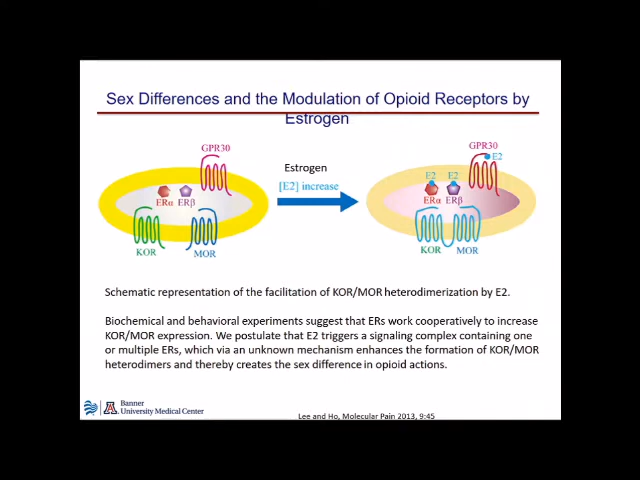 Sex Differences and the Modulation of Opioid Receptors by
Estrogen
GPR30
ERα ERβ
KOR
MOR
Estrogen
[E2] increase
GPR30
E2
E2 E2
ERα ERβ
KOR
MOR
Schematic representation of the facilitation of KOR/MOR heterodimerization by E2.
Biochemical and behavioral experiments suggest that ERs work cooperatively to increase
KOR/MOR expression. We postulate that E2 triggers a signaling complex containing one
or multiple ERs, which via an unknown mechanism enhances the formation of KOR/MOR
heterodimers and thereby creates the sex difference in opioid actions.
Banner
University Medical Center
Lee and Ho, Molecular Pain 2013, 9:45